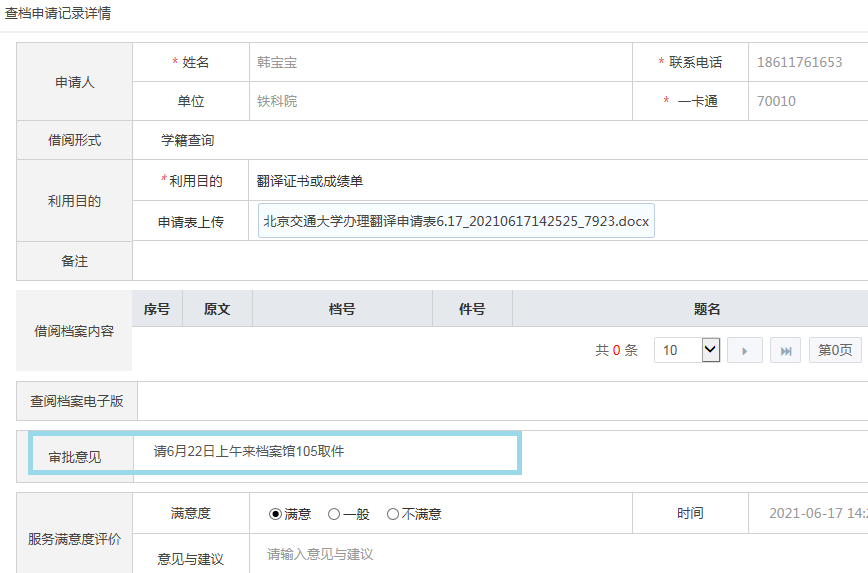 查档申请记录详情
申请人 * 姓名 韩宝宝 * 联系电话 18611761653
单位 铁科院 * 一卡通 70010
借阅形式 学籍查询
利用目的 *利用目的 翻译证书或成绩单
申请表上传 北京交通大学办理翻译申请表6.17_20210617142525_7923.docx
备注
借阅档案内容 序号 原文 档号 件号 题名
共 0 条 10 第0页
查阅档案电子版
审批意见 请6月22日上午来档案馆105取件
服务满意度评价 满意度 满意 一般 不满意 时间 2021-06-17 14:
意见与建议 请输入意见与建议